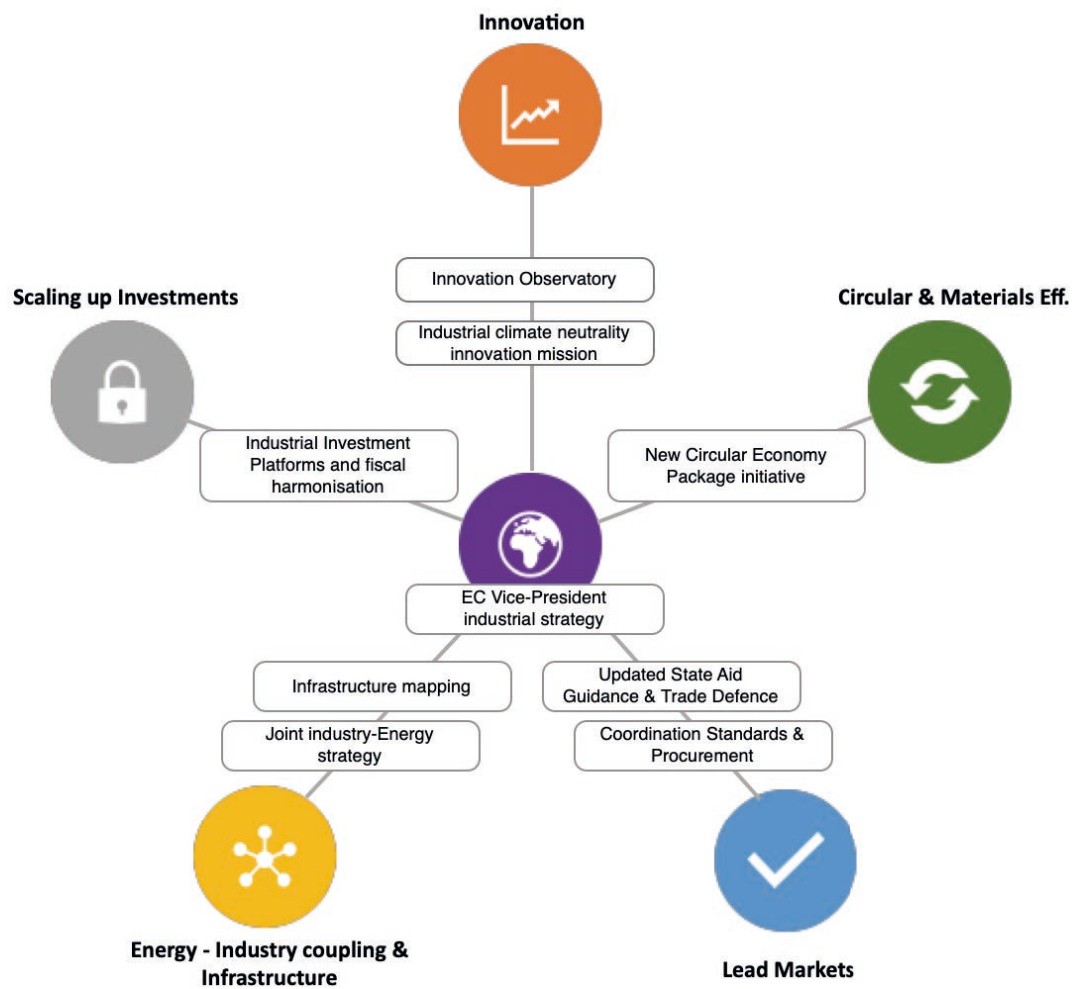 Innovation
Innovation Observatory
Industrial climate neutrality
innovation mission
Scaling up Investments
Industrial Investment
Platforms and fiscal
harmonisation
Circular & Materials Eff.
New Circular Economy
Package initiative
EC Vice-President
industrial strategy
Infrastructure mapping
Joint industry-Energy
strategy
Updated State Aid
Guidance & Trade Defence
Coordination Standards &
Procurement
Energy - Industry coupling &
Infrastructure
Lead Markets